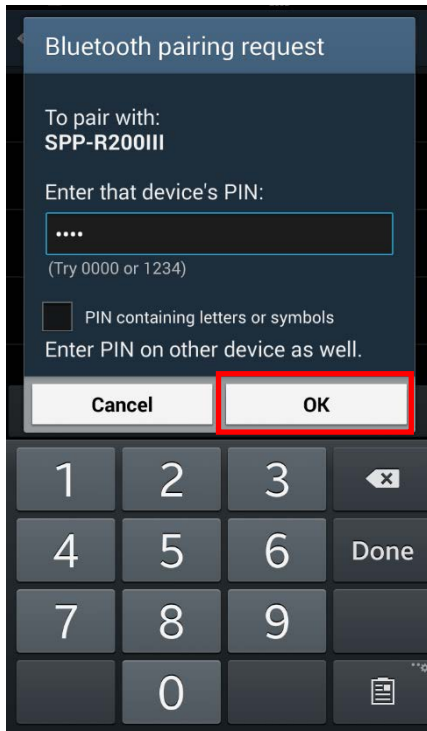 Bluetooth pairing request
To pair with:
SPP-R200III
Enter that device's PIN:
••••
(Try 0000 or 1234)
PIN containing letters or symbols
Enter PIN on other device as well.
Cancel OK
1 2 3
4 5 6 Done
7 8 9
0